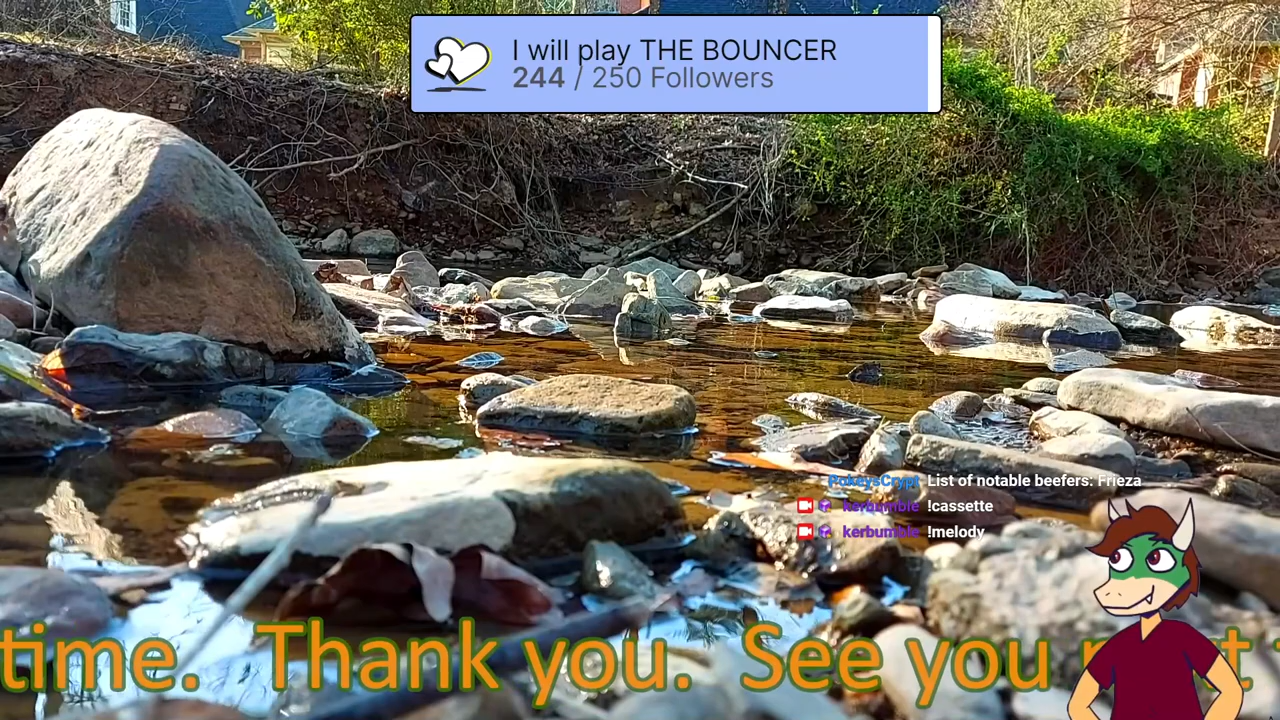 I will play THE BOUNCER
244 / 250 Followers
PokeysCrypt List of notable beefers: Frieza
kerbumble !cassette
kerbumble !melody
time. Thank you. See you next